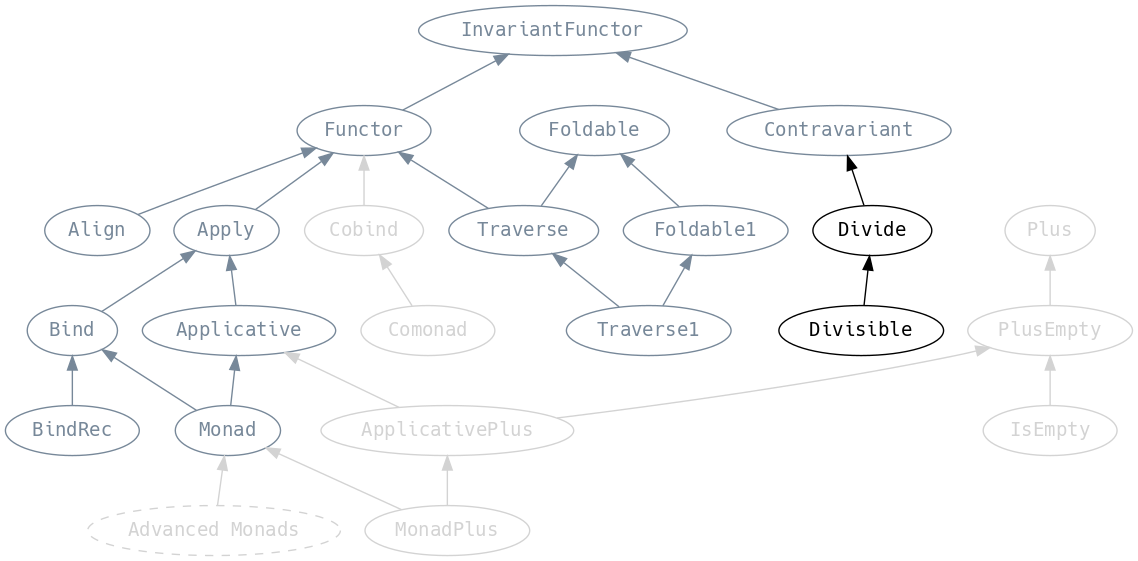 InvariantFunctor
Functor
Foldable
Contravariant
Align
Apply
Cobind
Traverse
Foldable1
Divide
Plus
Bind
Applicative
Comonad
Traverse1
Divisible
PlusEmpty
BindRec
Monad
ApplicativePlus
IsEmpty
Advanced Monads
MonadPlus